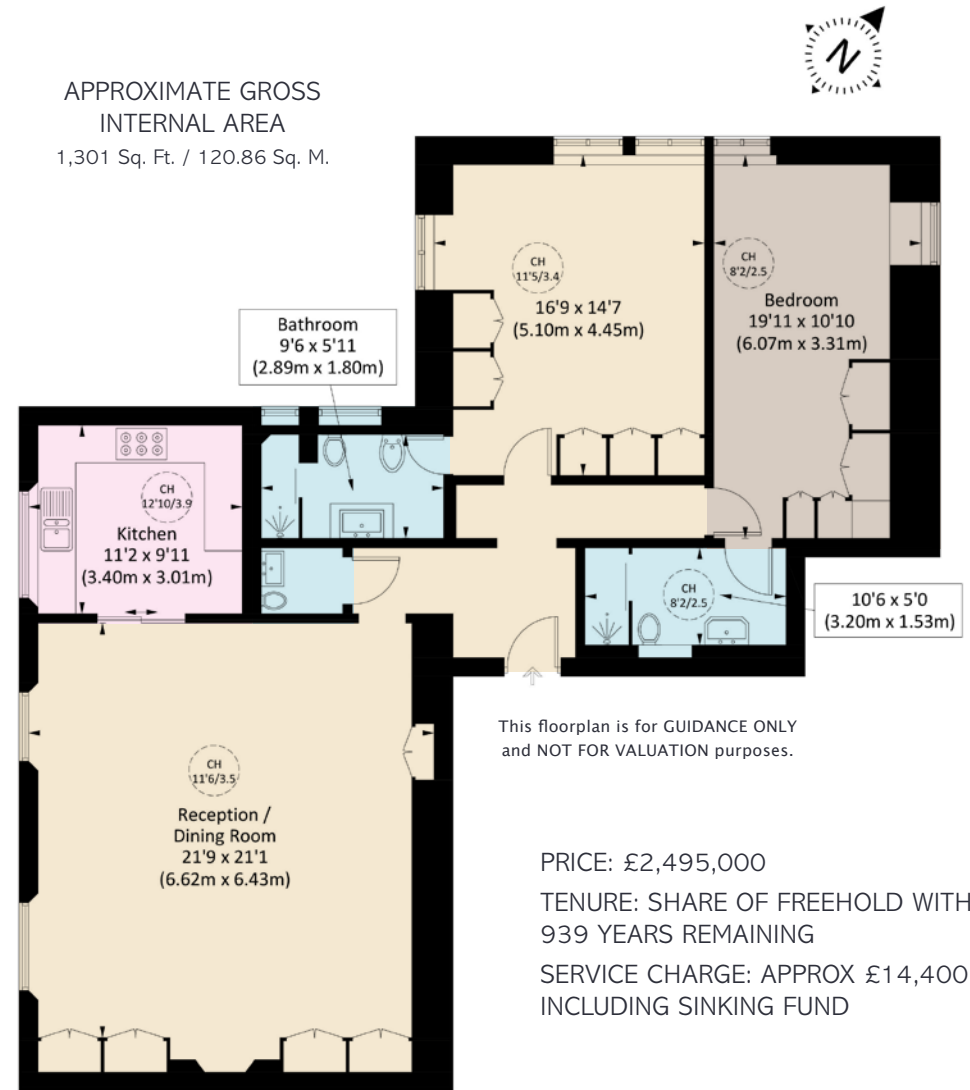 N
APPROXIMATE GROSS
INTERNAL AREA
1,301 Sq. Ft. / 120.86 Sq. M.
CH
11'5/3.4
16'9 x 14'7
(5.10m x 4.45m)
CH
8'2/2.5
Bedroom
19'11 x 10'10
(6.07m x 3.31m)
Bathroom
9'6 x 5'11
(2.89m x 1.80m)
CH
12'10/3.9
Kitchen
11'2 x 9'11
(3.40m x 3.01m)
CH
8'2/2.5
10'6 x 5'0
(3.20m x 1.53m)
This floorplan is for GUIDANCE ONLY
and NOT FOR VALUATION purposes.
CH
11'6/3.5
Reception /
Dining Room
21'9 x 21'1
(6.62m x 6.43m)
PRICE: £2,495,000
TENURE: SHARE OF FREEHOLD WITH
939 YEARS REMAINING
SERVICE CHARGE: APPROX £14,400
INCLUDING SINKING FUND